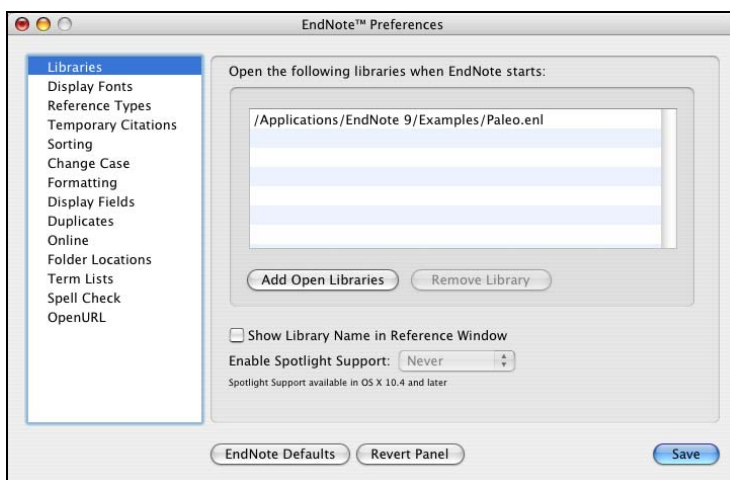 EndNote™ Preferences
Libraries
Display Fonts
Reference Types
Temporary Citations
Sorting
Change Case
Formatting
Display Fields
Duplicates
Online
Folder Locations
Term Lists
Spell Check
OpenURL
Open the following libraries when EndNote starts:
/Applications/EndNote 9/Examples/Paleo.enl
Add Open Libraries Remove Library
Show Library Name in Reference Window
Enable Spotlight Support: Never
Spotlight Support available in OS X 10.4 and later
EndNote Defaults Revert Panel Save